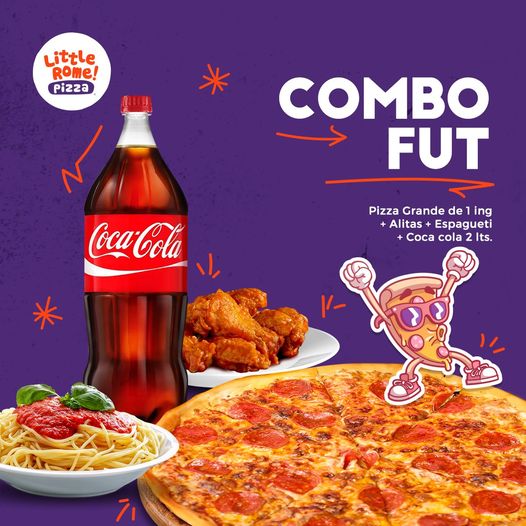 Little
Rome!
Pizza
COMBO
FUT
Pizza Grande de 1 ing
+ Alitas + Espagueti
+ Coca cola 2 lts.
Coca-Cola